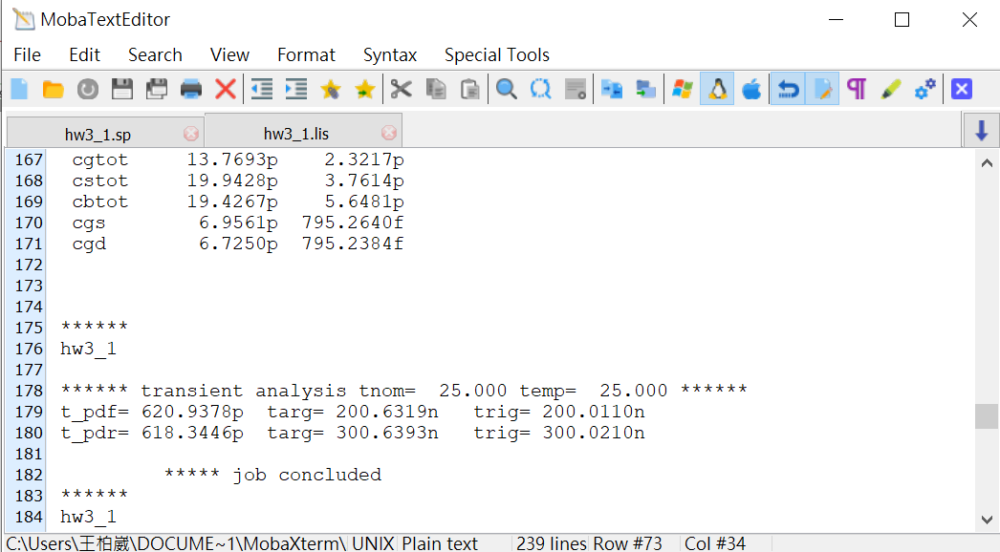 MobaTextEditor
File Edit Search View Format Syntax Special Tools
hw3_1.sp hw3_1.lis
167 cgtot 13.7693p 2.3217p
168 cstot 19.9428p 3.7614p
169 cbtot 19.4267p 5.6481p
170 cgs 6.9561p 795.2640f
171 cgd 6.7250p 795.2384f
172
173
174
175 ******
176 hw3_1
177
178 ****** transient analysis tnom= 25.000 temp= 25.000 ******
179 t_pdf= 620.9378p targ= 200.6319n trig= 200.0110n
180 t_pdr= 618.3446p targ= 300.6393n trig= 300.0210n
181
182 ***** job concluded
183 ******
184 hw3_1
C:\Users\王柏崴\DOCUME~1\MobaXterm\ UNIX Plain text 239 lines Row #73 Col #34